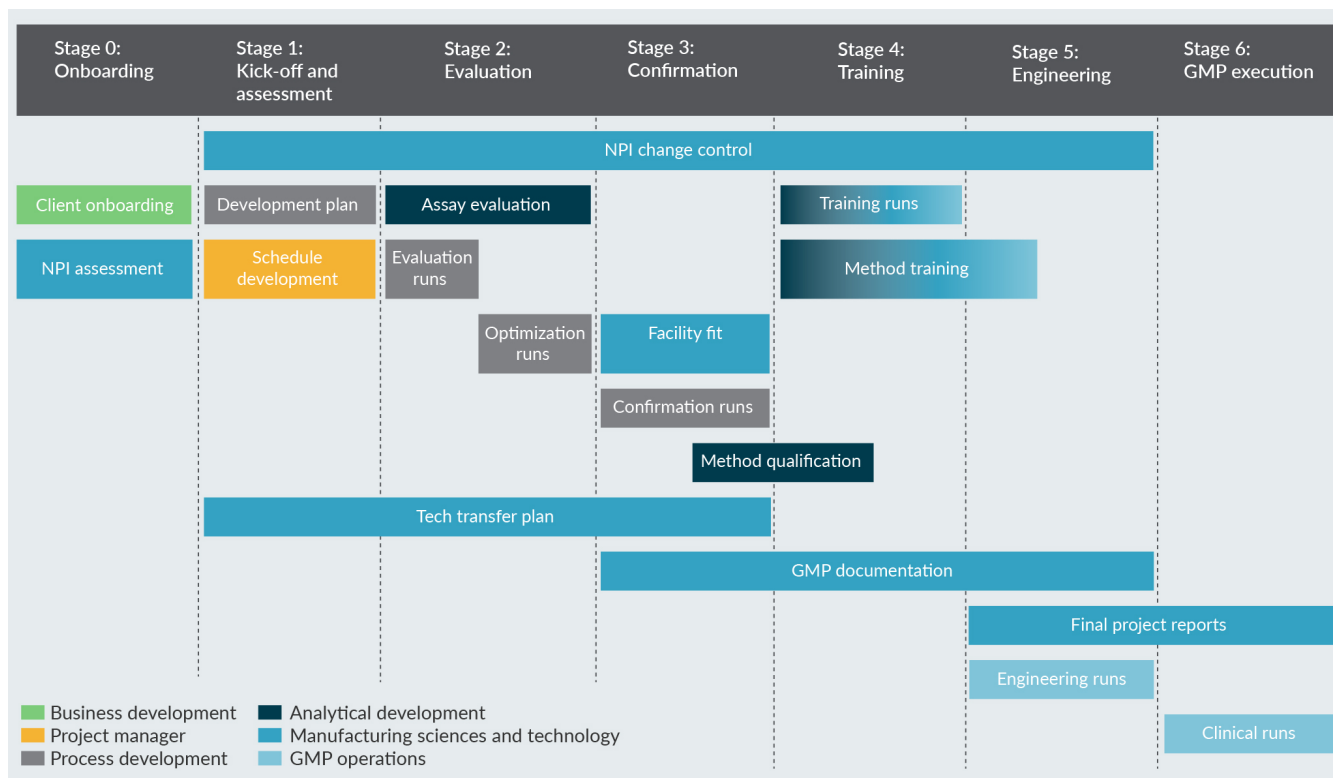 Stage 0:
Onboarding
Stage 1:
Kick-off and
assessment
Stage 2:
Evaluation
Stage 3:
Confirmation
Stage 4:
Training
Stage 5:
Engineering
Stage 6:
GMP execution
NPI change control
Client onboarding
Development plan
Assay evaluation
Training runs
NPI assessment
Schedule
development
Evaluation
runs
Method training
Optimization
runs
Facility fit
Confirmation runs
Method qualification
Tech transfer plan
GMP documentation
Final project reports
Engineering runs
Clinical runs
Business development
Project manager
Process development
Analytical development
Manufacturing sciences and technology
GMP operations